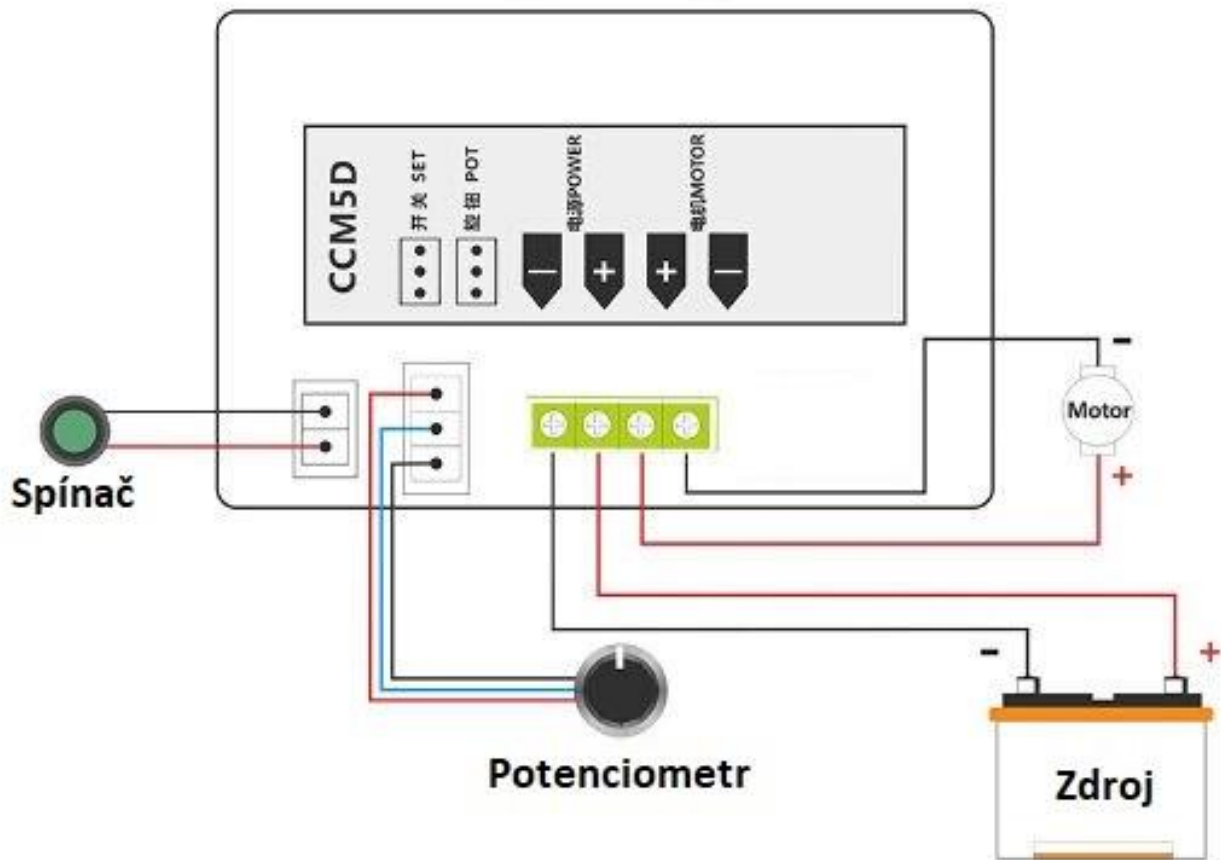 CCM5D
开关 SET
旋钮 POT
电源POWER
电机MOTOR
− + + −
-
Motor
+
Spínač
Potenciometr
- +
Zdroj